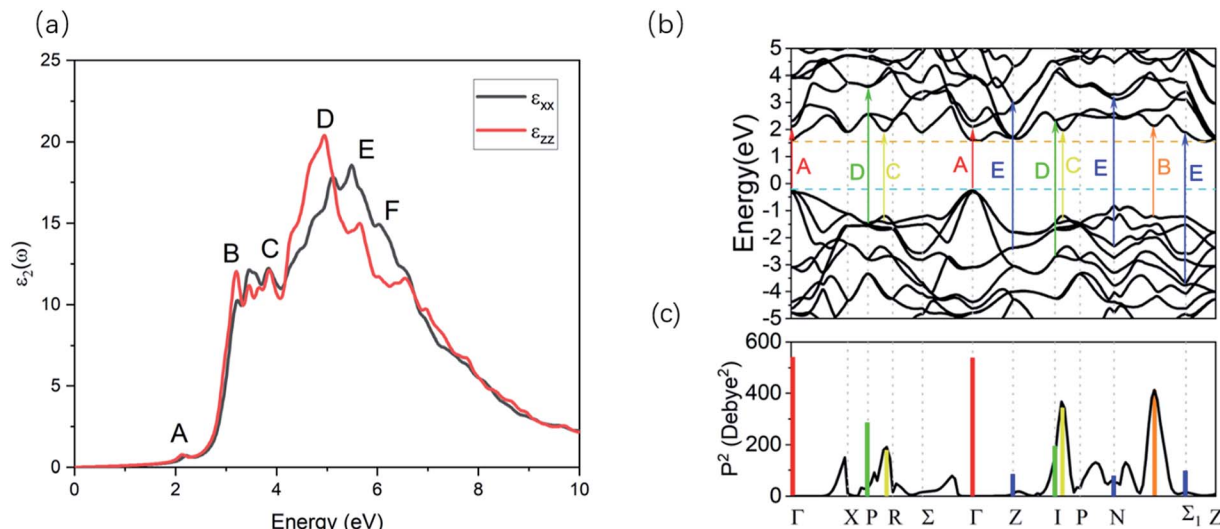 (a)
25
20
15
10
5
0
ε₂(ω)
εxx
εzz
A
B
C
D
E
F
0 2 4 6 8 10
Energy (eV)
(b)
5
4
3
2
1
0
-1
-2
-3
-4
-5
Energy(eV)
A D C A E D C E B E
(c)
600
400
200
0
P² (Debye²)
Γ X P R Σ Γ Z I P N Σ₁ Z